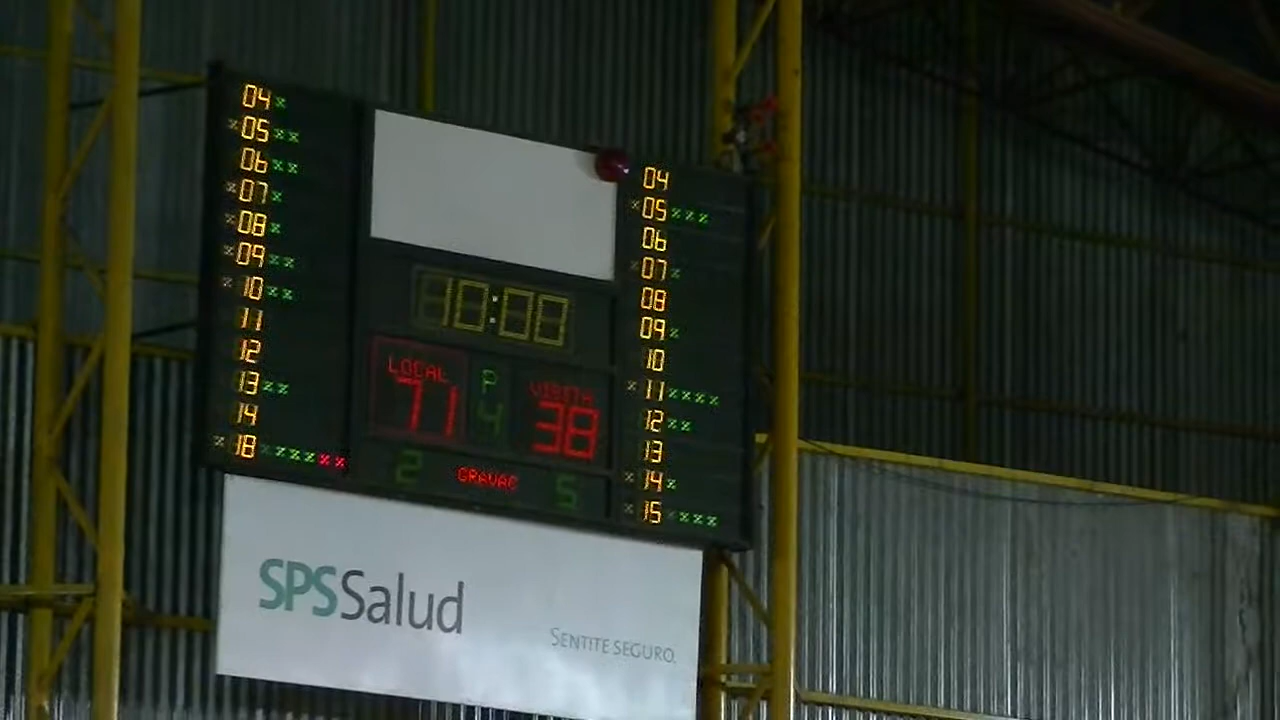 04 x
x 05 x x
06 x x
x 07 x
x 08 x
x 09 x x
x 10 x x
11
12
13 x x
14
x 18 x x x x x x
10:00
LOCAL P VISITA
71 4 38
2 GRAVAC 5
04
x 05 x x x
06
x 07 x
08
09 x
10
x 11 x x x x
12 x x
13
x 14 x
x 15 x x x x
SPSSalud
SENTITE SEGURO.